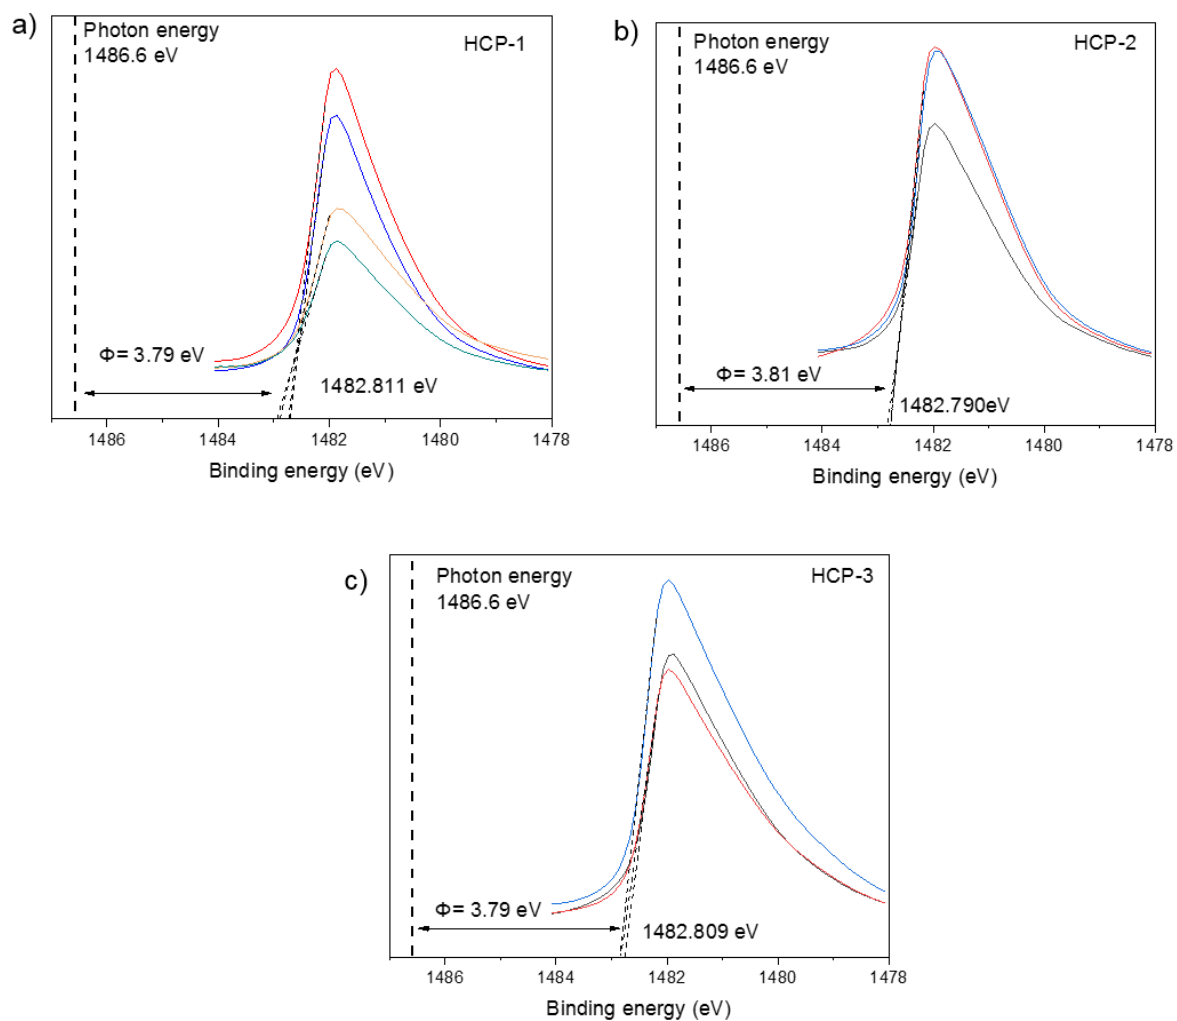 a)
Photon energy
1486.6 eV
HCP-1
Φ= 3.79 eV
1482.811 eV
1486
1484
1482
1480
1478
Binding energy (eV)
b)
Photon energy
1486.6 eV
HCP-2
Φ= 3.81 eV
1482.790eV
1486
1484
1482
1480
1478
Binding energy (eV)
c)
Photon energy
1486.6 eV
HCP-3
Φ= 3.79 eV
1482.809 eV
1486
1484
1482
1480
1478
Binding energy (eV)